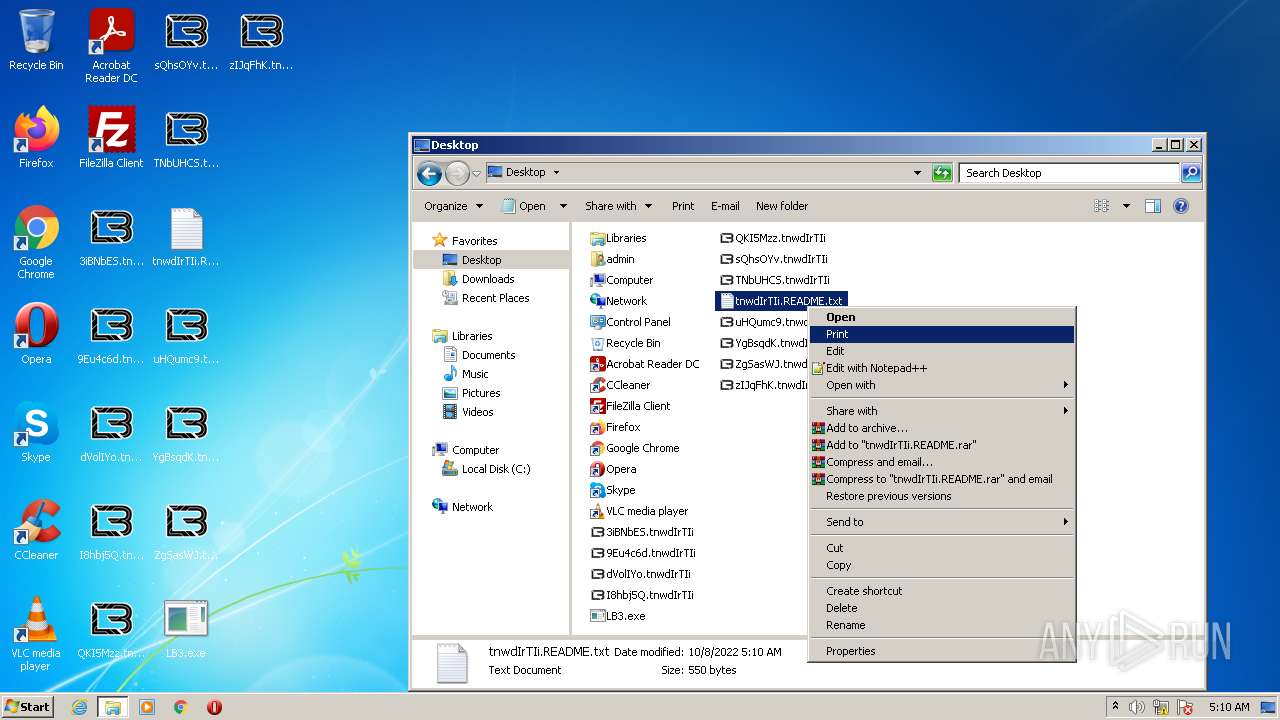 Recycle Bin
Acrobat
Reader DC
sQhsOYv.t...
zIJqFhK.tn...
Firefox
FileZilla Client
TNbUHCS.t...
Google
Chrome
3iBNbES.tn...
tnwdIrTIi.R...
Opera
9Eu4c6d.tn...
uHQumc9.t...
Skype
dVolIYo.tn...
YgBsqdK.tn...
CCleaner
I8hbj5Q.tn...
ZgSasWJ.t...
VLC media
player
QKI5Mzz.tn...
LB3.exe
Desktop
Desktop
Search Desktop
Organize
Open
Share with
Print
E-mail
New folder
Favorites
Desktop
Downloads
Recent Places
Libraries
Documents
Music
Pictures
Videos
Computer
Local Disk (C:)
Network
Libraries
admin
Computer
Network
Control Panel
Recycle Bin
Acrobat Reader DC
CCleaner
FileZilla Client
Firefox
Google Chrome
Opera
Skype
VLC media player
3iBNbES.tnwdIrTIi
9Eu4c6d.tnwdIrTIi
dVolIYo.tnwdIrTIi
I8hbj5Q.tnwdIrTIi
LB3.exe
QKI5Mzz.tnwdIrTIi
sQhsOYv.tnwdIrTIi
TNbUHCS.tnwdIrTIi
tnwdIrTIi.README.txt
uHQumc9.tnwd
YgBsqdK.tnwdI
ZgSasWJ.tnwd
zIJqFhK.tnwdI
Open
Print
Edit
Edit with Notepad++
Open with
Share with
Add to archive...
Add to "tnwdIrTIi.README.rar"
Compress and email...
Compress to "tnwdIrTIi.README.rar" and email
Restore previous versions
Send to
Cut
Copy
Create shortcut
Delete
Rename
Properties
tnwdIrTIi.README.txt Date modified: 10/8/2022 5:10 AM
Text Document Size: 550 bytes
ANY RUN
Start
5:10 AM